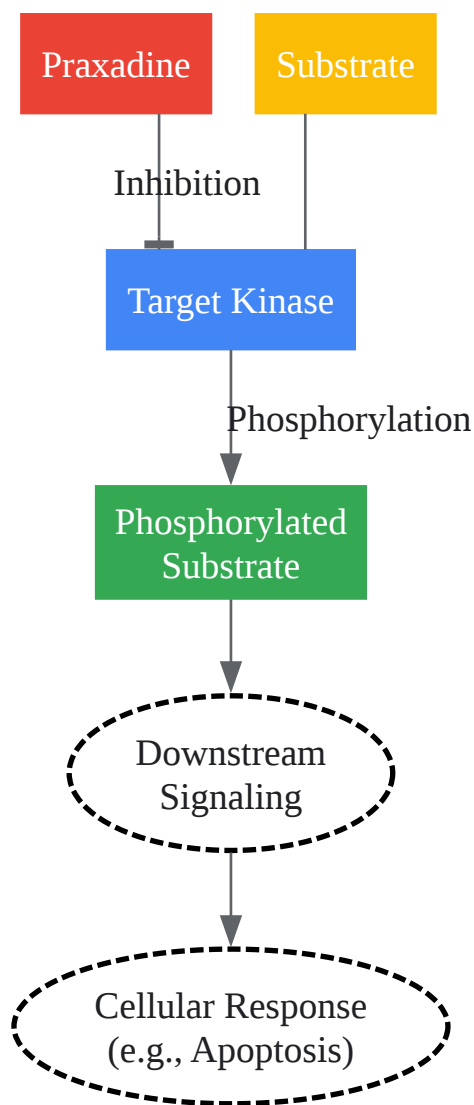 Praxadine
Substrate
Inhibition
Target Kinase
Phosphorylation
Phosphorylated
Substrate
Downstream
Signaling
Cellular Response
(e.g., Apoptosis)